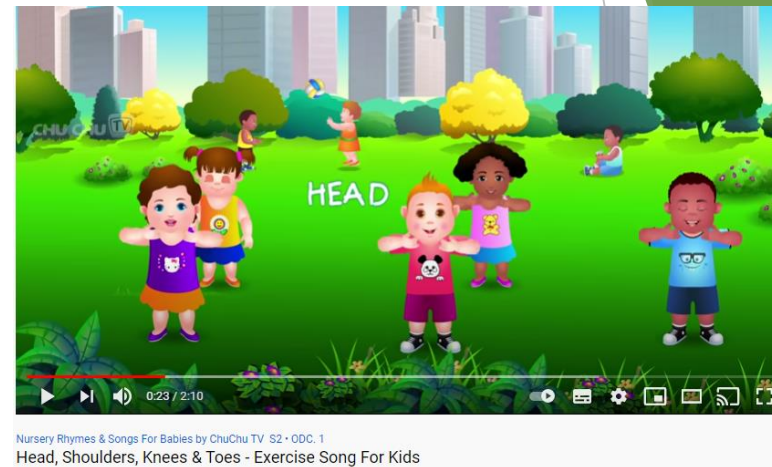 CHUCHU TV
HEAD
0:23 / 2:10
Nursery Rhymes & Songs For Babies by ChuChu TV S2 • ODC. 1
Head, Shoulders, Knees & Toes - Exercise Song For Kids